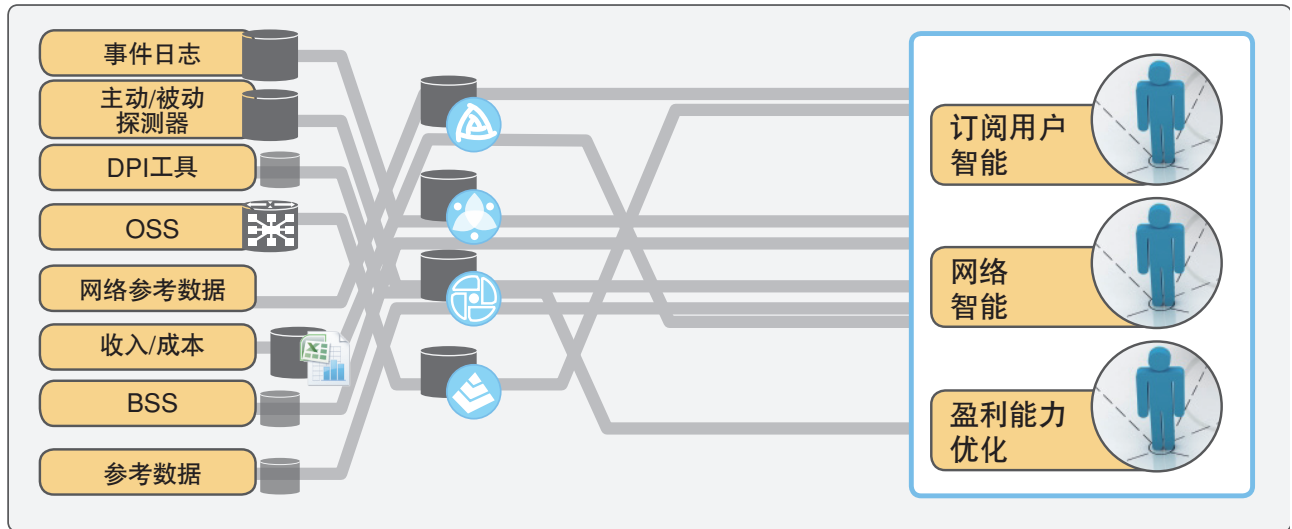 事件日志
主动/被动
探测器
DPI工具
OSS
网络参考数据
收入/成本
BSS
参考数据
订阅用户
智能
网络
智能
盈利能力
优化